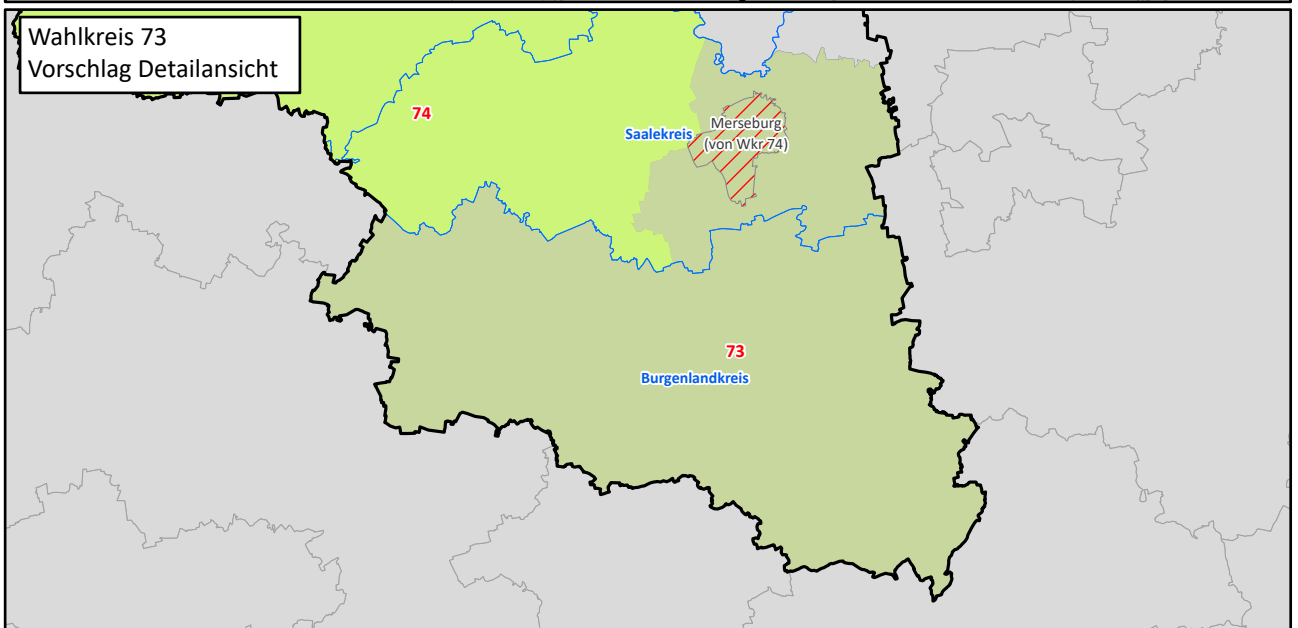 Wahlkreis 73
Vorschlag Detailansicht
74
Saalekreis
Merseburg
(von Wkr 74)
73
Burgenlandkreis